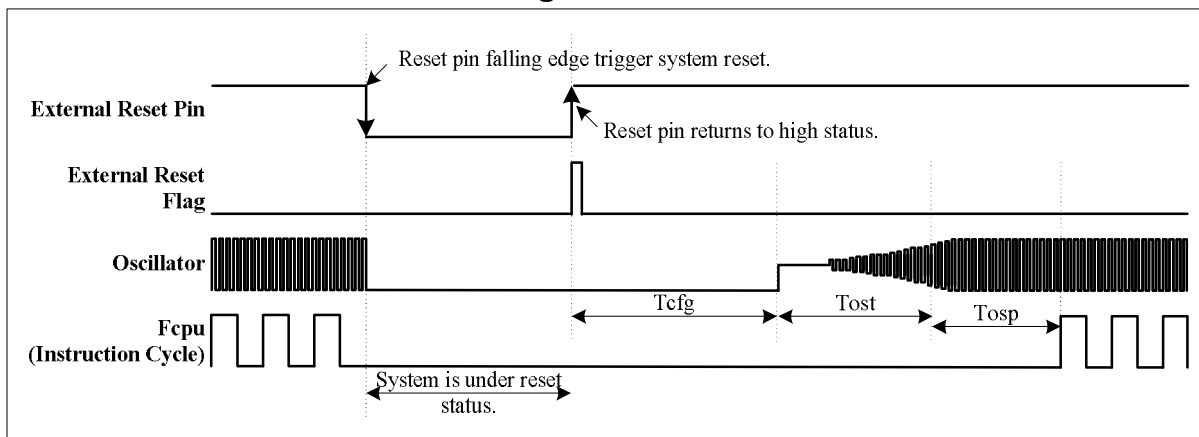 Reset pin falling edge trigger system reset.
External Reset Pin
Reset pin returns to high status.
External Reset
Flag
Oscillator
Tcfg
Tost
Tosp
Fcpu
(Instruction Cycle)
System is under reset
status.